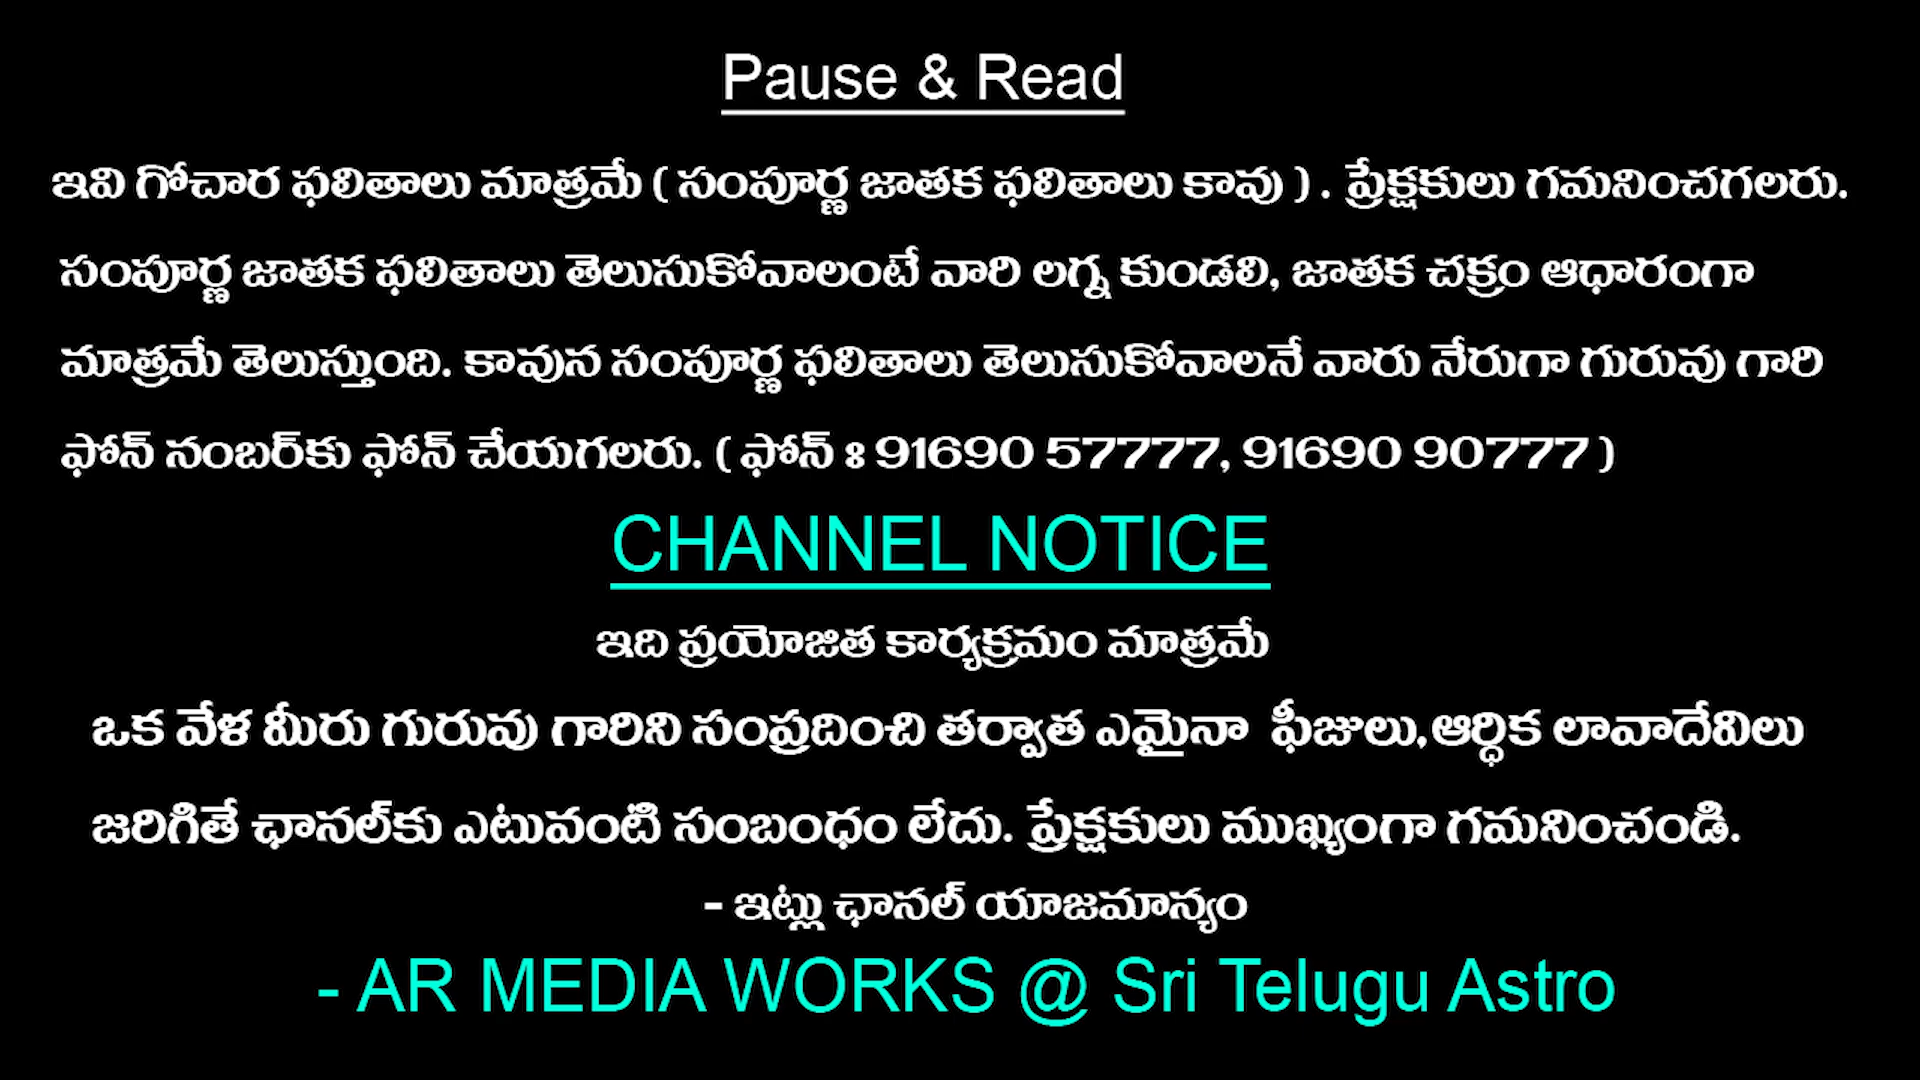 Pause & Read
ఇవి గోచార ఫలితాలు మాత్రమే ( సంపూర్ణ జాతక ఫలితాలు కావు ) . ప్రేక్షకులు గమనించగలరు.
సంపూర్ణ జాతక ఫలితాలు తెలుసుకోవాలంటే వారి లగ్న కుండలి, జాతక చక్రం ఆధారంగా
మాత్రమే తెలుస్తుంది. కావున సంపూర్ణ ఫలితాలు తెలుసుకోవాలనే వారు నేరుగా గురువు గారి
ఫోన్ నంబర్‌కు ఫోన్ చేయగలరు. ( ఫోన్ ః 91690 57777, 91690 90777 )
CHANNEL NOTICE
ఇది ప్రయోజిత కార్యక్రమం మాత్రమే
ఒక వేళ మీరు గురువు గారిని సంప్రదించి తర్వాత ఎమైనా ఫీజులు,ఆర్ధిక లావాదేవిలు
జరిగితే ఛానల్‌కు ఎటువంటి సంబంధం లేదు. ప్రేక్షకులు ముఖ్యంగా గమనించండి.
- ఇట్లు ఛానల్ యాజమాన్యం
- AR MEDIA WORKS @ Sri Telugu Astro